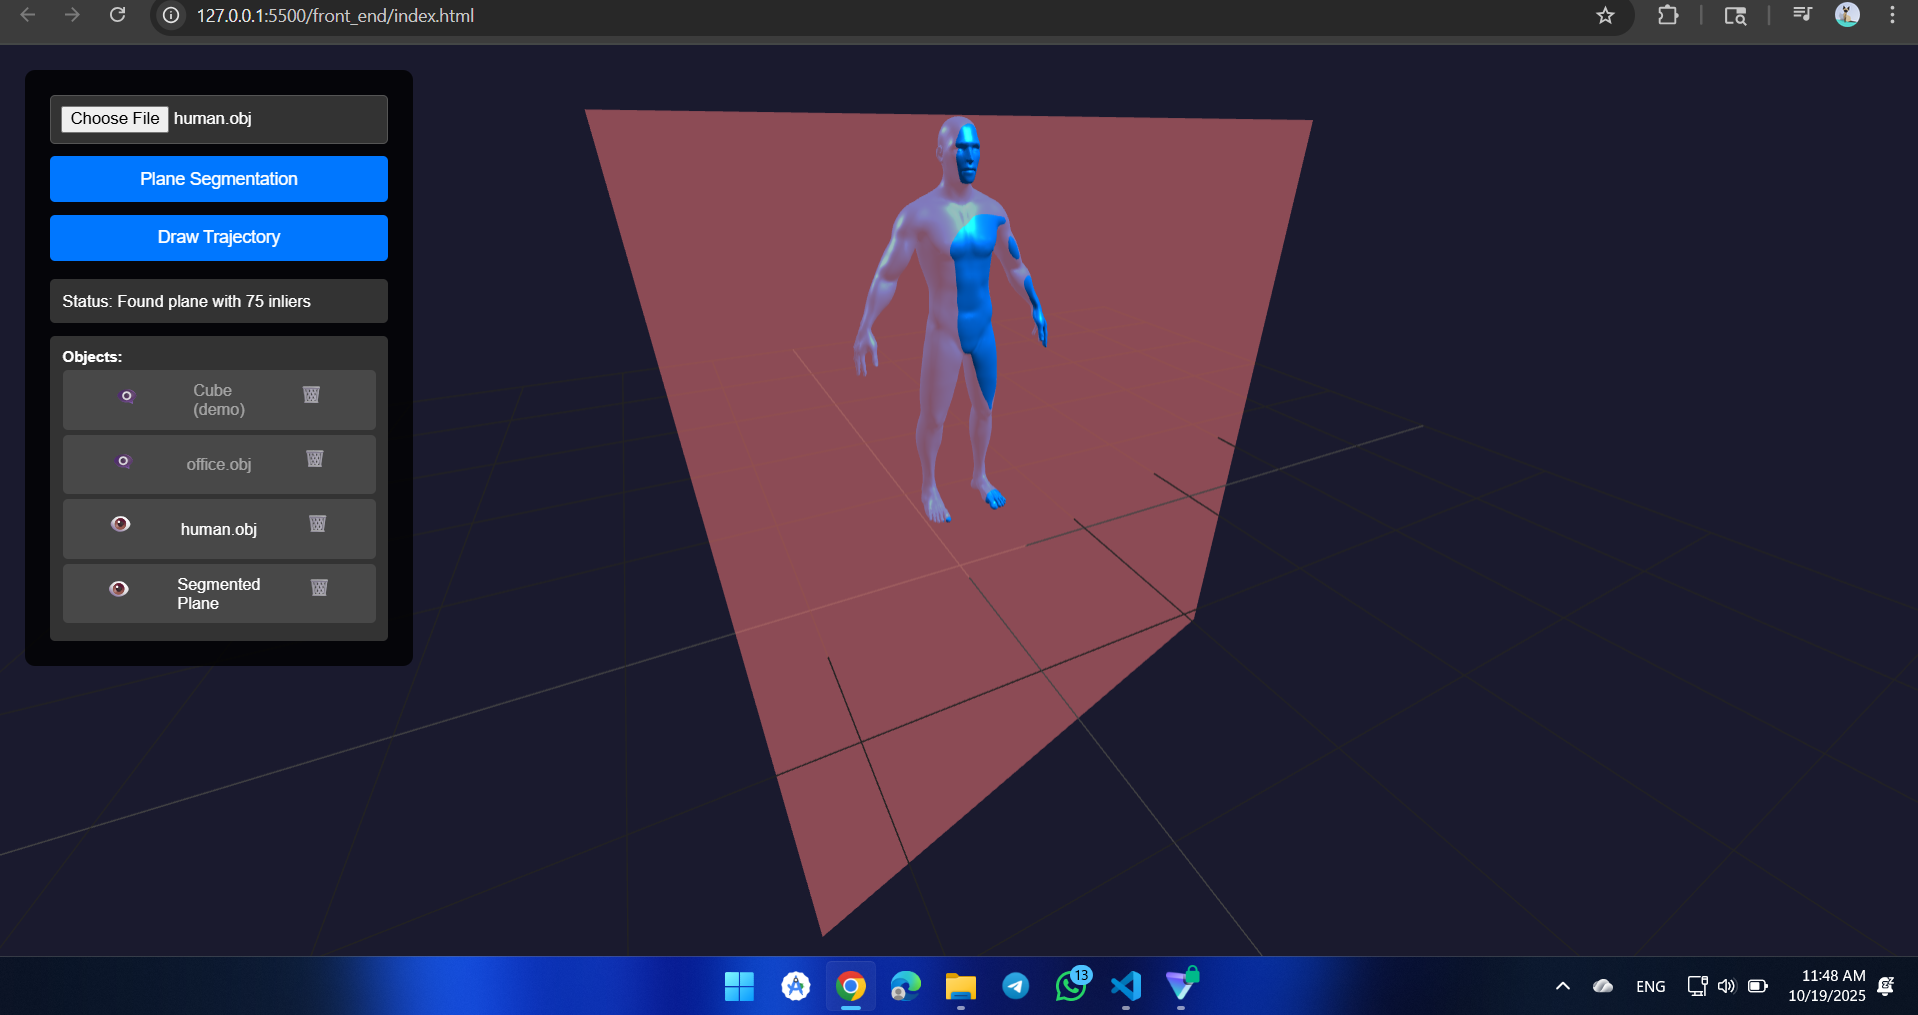 127.0.0.1:5500/front_end/index.html
Choose File human.obj
Plane Segmentation
Draw Trajectory
Status: Found plane with 75 inliers
Objects:
Cube
(demo)
office.obj
human.obj
Segmented
Plane
13
ENG
11:48 AM
10/19/2025